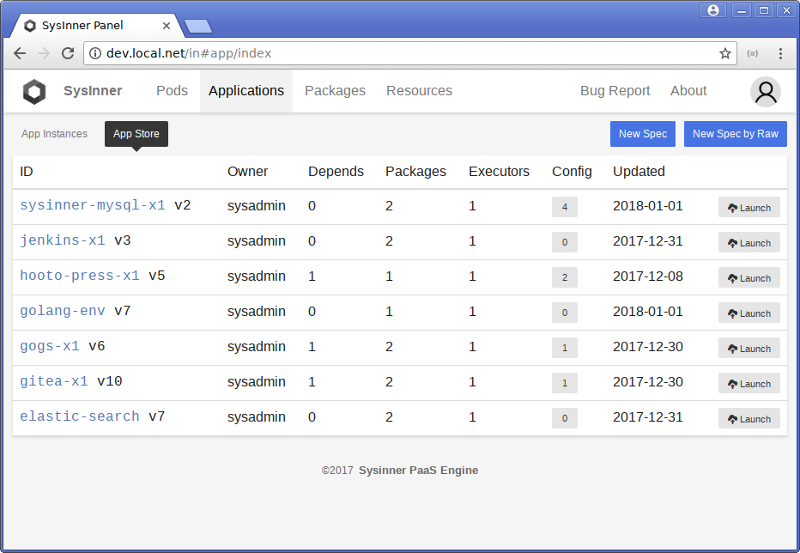 SysInner Panel
dev.local.net/in#app/index
SysInner Pods Applications Packages Resources Bug Report About
App Instances App Store New Spec New Spec by Raw
ID Owner Depends Packages Executors Config Updated
sysinner-mysql-x1 v2 sysadmin 0 2 1 4 2018-01-01 Launch
jenkins-x1 v3 sysadmin 0 2 1 0 2017-12-31 Launch
hooto-press-x1 v5 sysadmin 1 1 1 2 2017-12-08 Launch
golang-env v7 sysadmin 0 1 1 0 2018-01-01 Launch
gogs-x1 v6 sysadmin 1 2 1 1 2017-12-30 Launch
gitea-x1 v10 sysadmin 1 2 1 1 2017-12-30 Launch
elastic-search v7 sysadmin 0 2 1 0 2017-12-31 Launch
©2017 Sysinner PaaS Engine